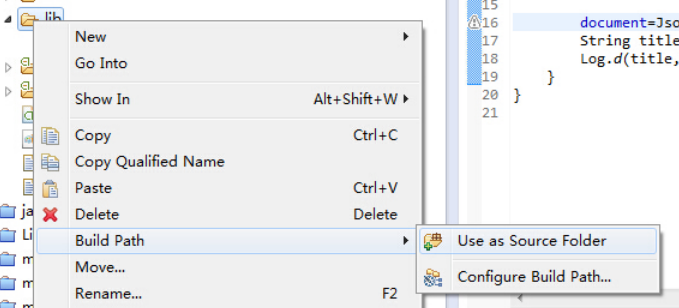 lib
New
Go Into
Show In Alt+Shift+W
Copy Ctrl+C
Copy Qualified Name
Paste Ctrl+V
Delete Delete
Build Path
Move...
Rename... F2
Use as Source Folder
Configure Build Path...
15
16 document=Jso
17 String title
18 Log.d(title,
19 }
20 }
21
ja
Li
m
m